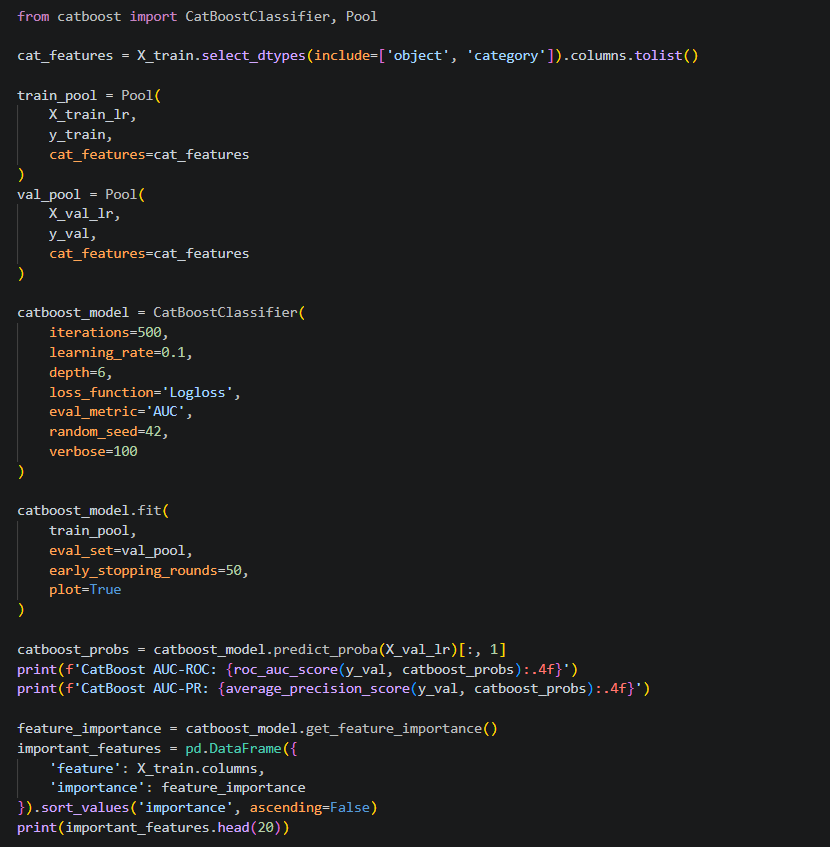 from catboost import CatBoostClassifier, Pool
cat_features = X_train.select_dtypes(include=['object', 'category']).columns.tolist()
train_pool = Pool(
    X_train_lr,
    y_train,
    cat_features=cat_features
)
val_pool = Pool(
    X_val_lr,
    y_val,
    cat_features=cat_features
)
catboost_model = CatBoostClassifier(
    iterations=500,
    learning_rate=0.1,
    depth=6,
    loss_function='Logloss',
    eval_metric='AUC',
    random_seed=42,
    verbose=100
)
catboost_model.fit(
    train_pool,
    eval_set=val_pool,
    early_stopping_rounds=50,
    plot=True
)
catboost_probs = catboost_model.predict_proba(X_val_lr)[:, 1]
print(f'CatBoost AUC-ROC: {roc_auc_score(y_val, catboost_probs):.4f}')
print(f'CatBoost AUC-PR: {average_precision_score(y_val, catboost_probs):.4f}')
feature_importance = catboost_model.get_feature_importance()
important_features = pd.DataFrame({
    'feature': X_train.columns,
    'importance': feature_importance
}).sort_values('importance', ascending=False)
print(important_features.head(20))